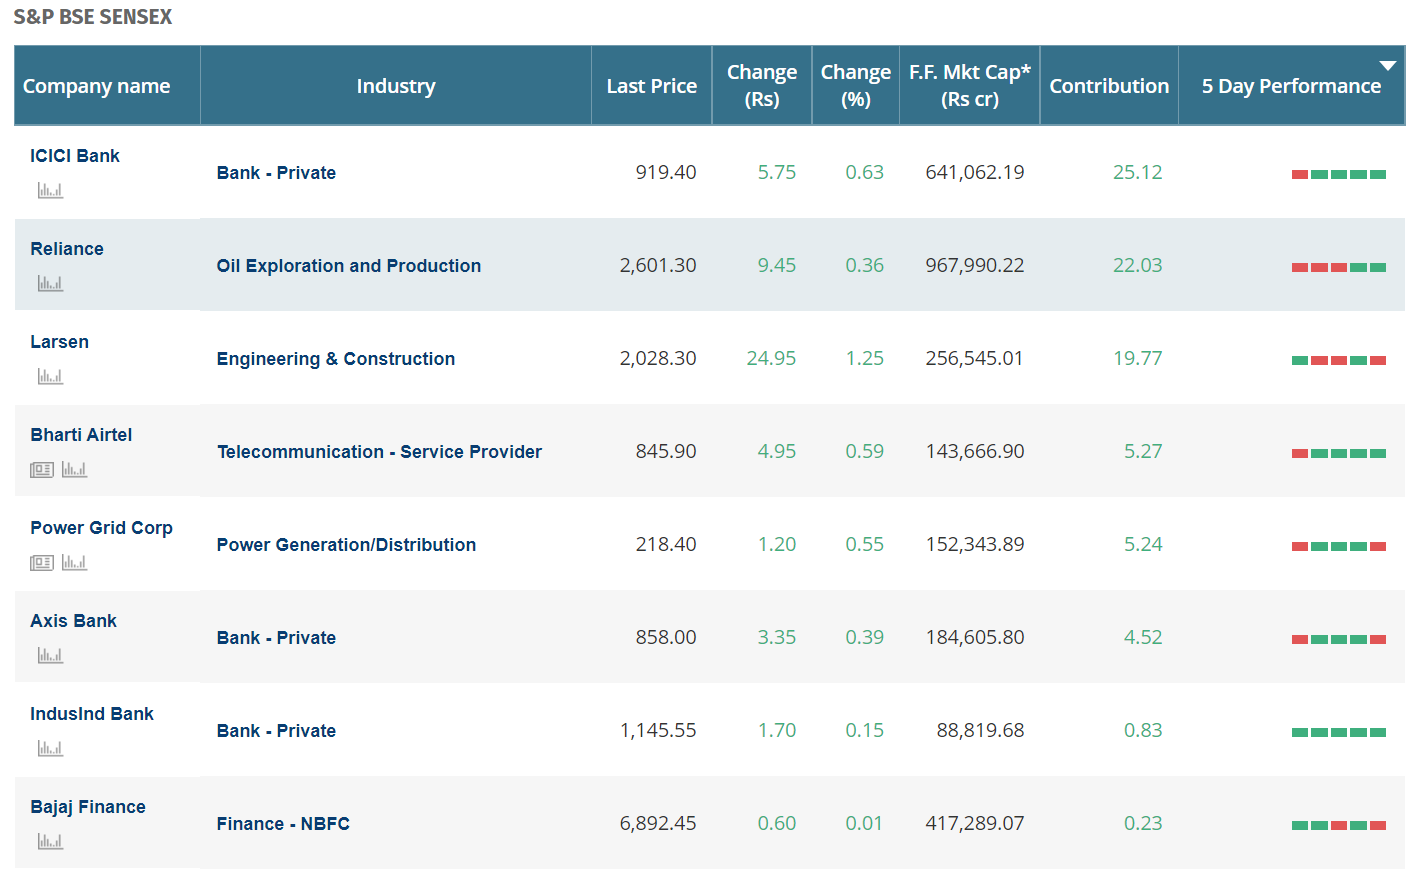 S&P BSE SENSEX
Company name Industry Last Price Change (Rs) Change (%) F.F. Mkt Cap* (Rs cr) Contribution 5 Day Performance
ICICI Bank Bank - Private 919.40 5.75 0.63 641,062.19 25.12
Reliance Oil Exploration and Production 2,601.30 9.45 0.36 967,990.22 22.03
Larsen Engineering & Construction 2,028.30 24.95 1.25 256,545.01 19.77
Bharti Airtel Telecommunication - Service Provider 845.90 4.95 0.59 143,666.90 5.27
Power Grid Corp Power Generation/Distribution 218.40 1.20 0.55 152,343.89 5.24
Axis Bank Bank - Private 858.00 3.35 0.39 184,605.80 4.52
IndusInd Bank Bank - Private 1,145.55 1.70 0.15 88,819.68 0.83
Bajaj Finance Finance - NBFC 6,892.45 0.60 0.01 417,289.07 0.23